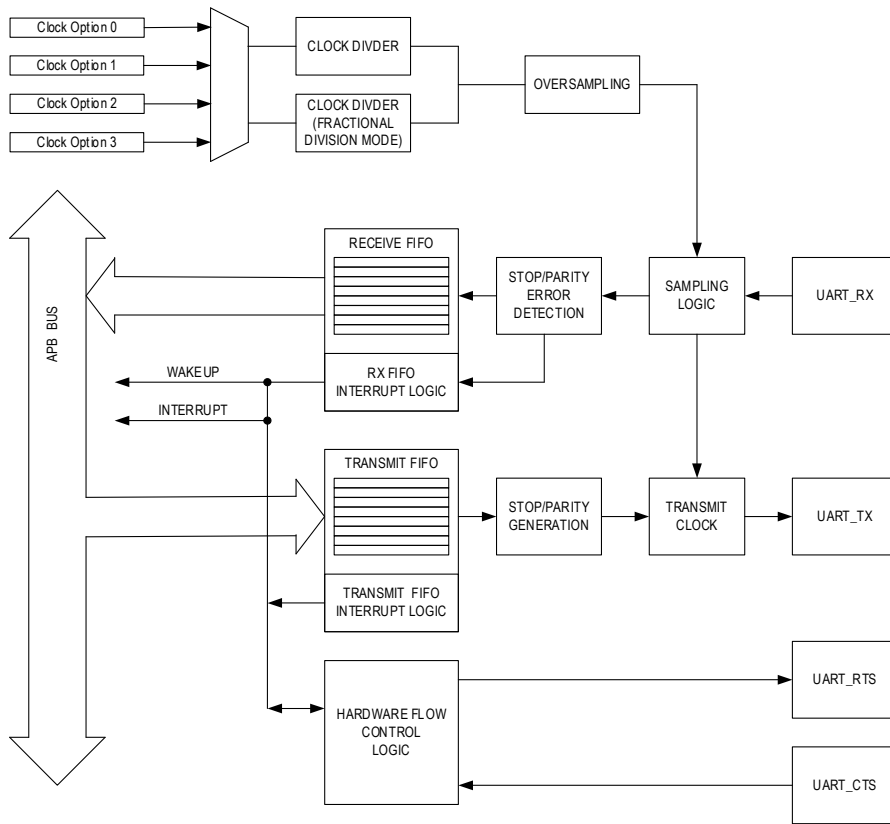 Clock Option 0
Clock Option 1
Clock Option 2
Clock Option 3
CLOCK DIVDER
CLOCK DIVDER
(FRACTIONAL
DIVISION MODE)
OVERSAMPLING
APB BUS
RECEIVE FIFO
RX FIFO
INTERRUPT LOGIC
STOP/PARITY
ERROR
DETECTION
SAMPLING
LOGIC
UART_RX
WAKEUP
INTERRUPT
TRANSMIT FIFO
TRANSMIT FIFO
INTERRUPT LOGIC
STOP/PARITY
GENERATION
TRANSMIT
CLOCK
UART_TX
HARDWARE FLOW
CONTROL
LOGIC
UART_RTS
UART_CTS